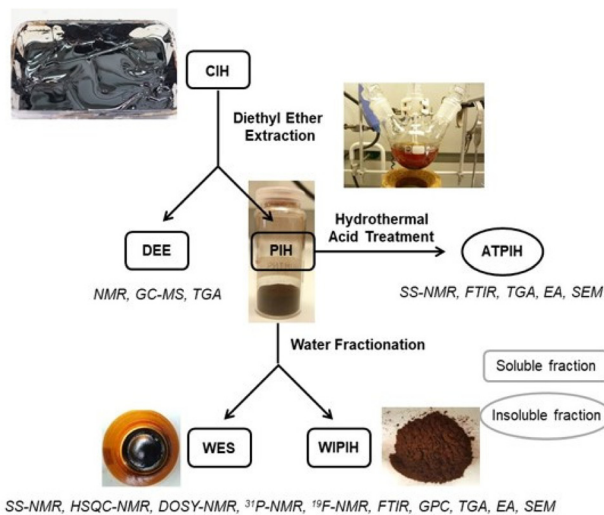 CIH
Diethyl Ether
Extraction
Hydrothermal
Acid Treatment
DEE
PIH
ATPIH
NMR, GC-MS, TGA
SS-NMR, FTIR, TGA, EA, SEM
Water Fractionation
Soluble fraction
Insoluble fraction
WES
WIPIH
SS-NMR, HSQC-NMR, DOSY-NMR, ³¹P-NMR, ¹⁹F-NMR, FTIR, GPC, TGA, EA, SEM